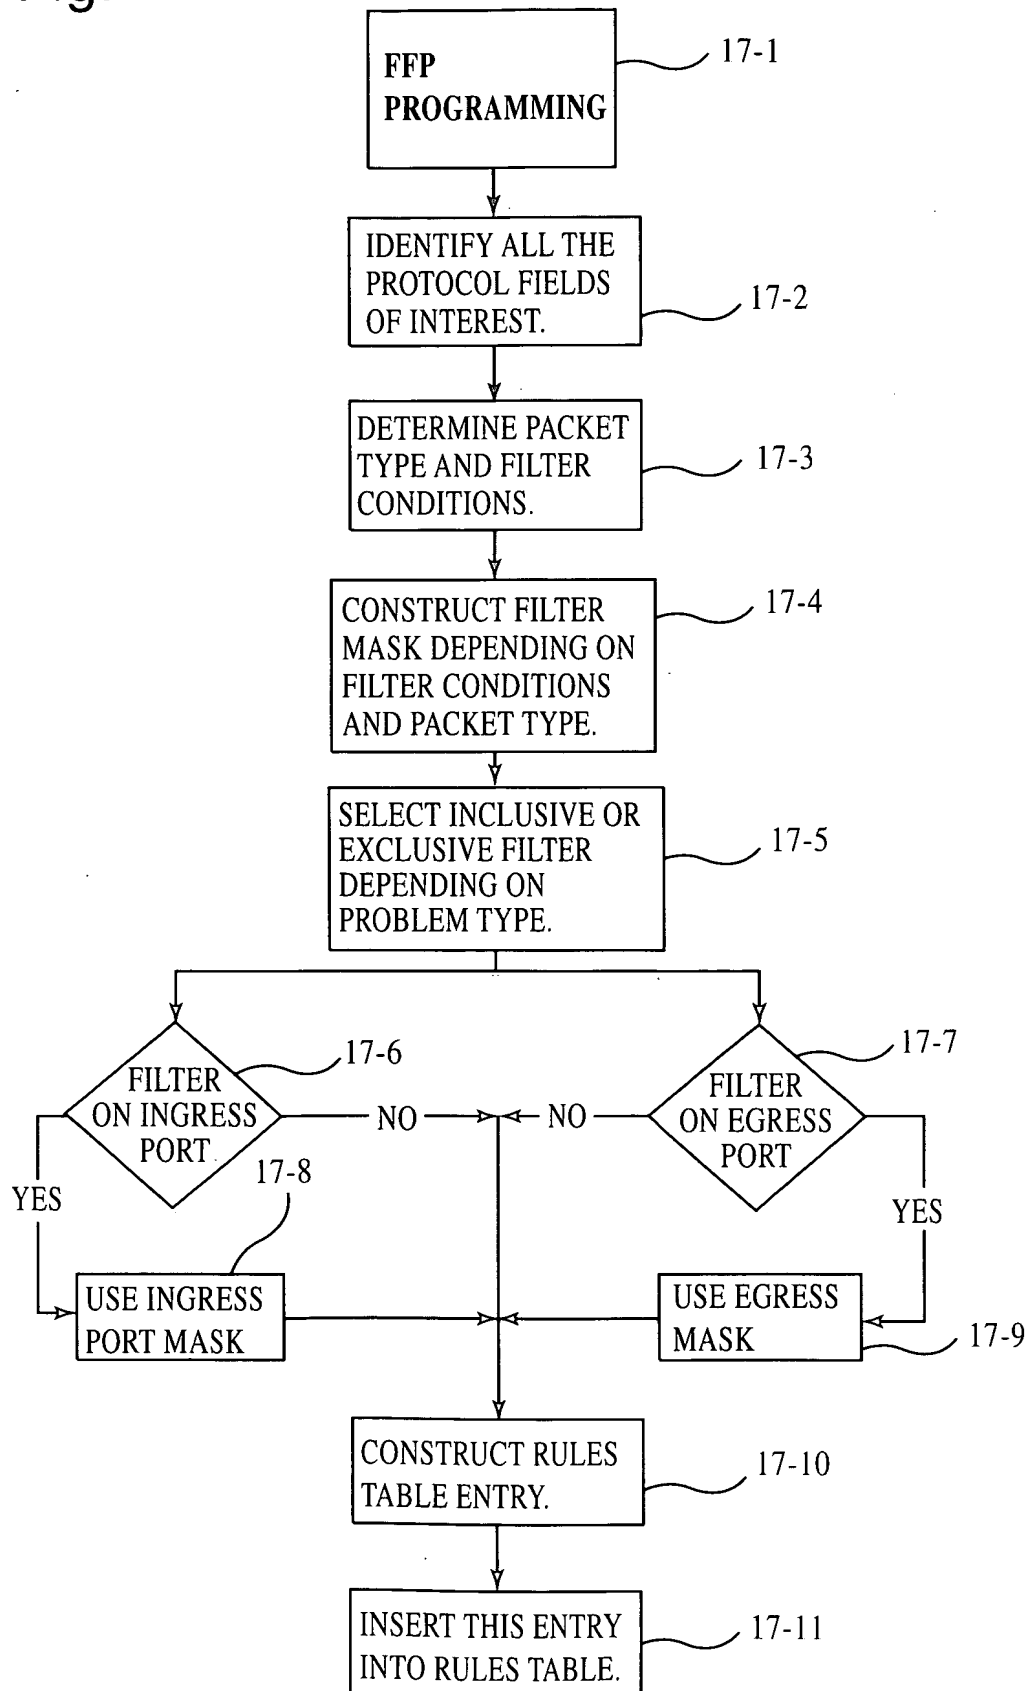 FFP
PROGRAMMING
17-1
IDENTIFY ALL THE
PROTOCOL FIELDS
OF INTEREST.
17-2
DETERMINE PACKET
TYPE AND FILTER
CONDITIONS.
17-3
CONSTRUCT FILTER
MASK DEPENDING ON
FILTER CONDITIONS
AND PACKET TYPE.
17-4
SELECT INCLUSIVE OR
EXCLUSIVE FILTER
DEPENDING ON
PROBLEM TYPE.
17-5
FILTER
ON INGRESS
PORT
17-6
NO
YES
FILTER
ON EGRESS
PORT
17-7
NO
YES
17-8
USE INGRESS
PORT MASK
USE EGRESS
MASK
17-9
CONSTRUCT RULES
TABLE ENTRY.
17-10
INSERT THIS ENTRY
INTO RULES TABLE.
17-11